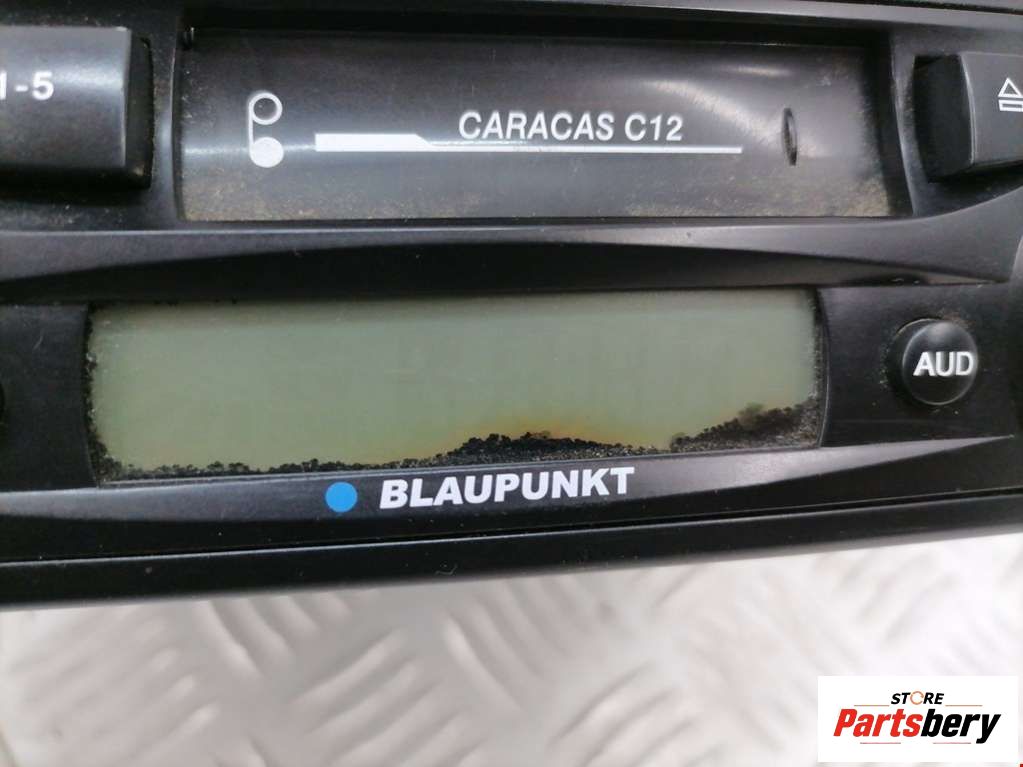 1-5
CARACAS C12
AUD
BLAUPUNKT
STORE
Partsbery